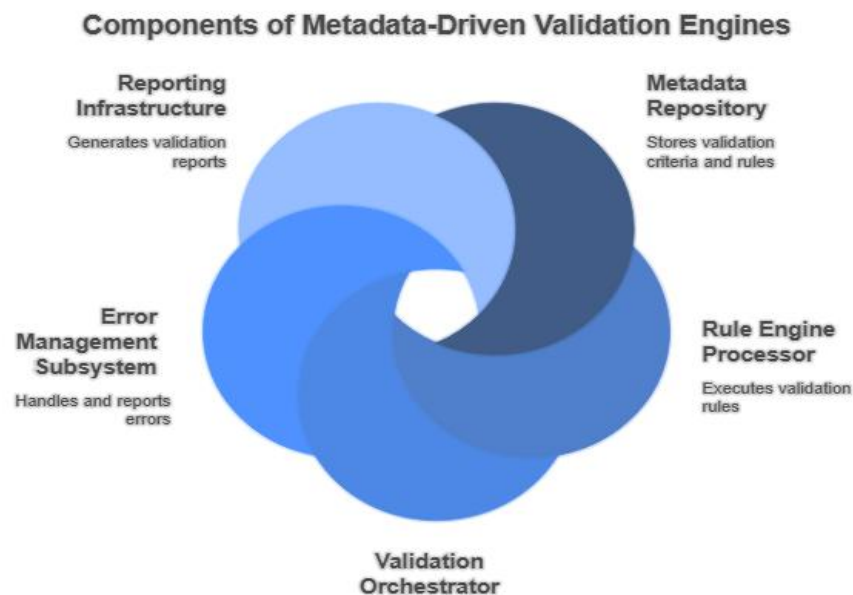 Components of Metadata-Driven Validation Engines
Reporting
Infrastructure
Generates validation
reports
Metadata
Repository
Stores validation
criteria and rules
Error
Management
Subsystem
Handles and reports
errors
Rule Engine
Processor
Executes validation
rules
Validation
Orchestrator